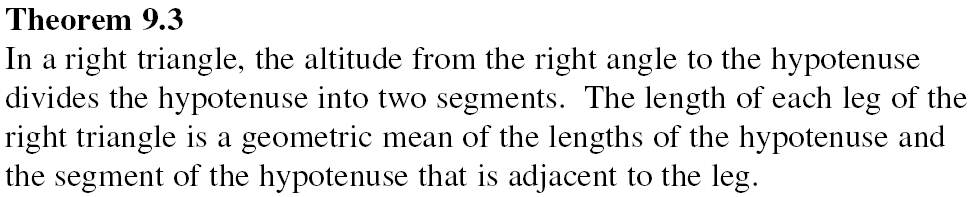 Theorem 9.3
In a right triangle, the altitude from the right angle to the hypotenuse
divides the hypotenuse into two segments.  The length of each leg of the
right triangle is a geometric mean of the lengths of the hypotenuse and
the segment of the hypotenuse that is adjacent to the leg.